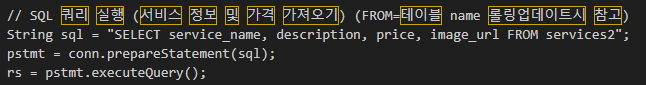 // SQL 쿼리 실행 (서비스 정보 및 가격 가져오기) (FROM=테이블 name 롤링업데이트시 참고)
String sql = "SELECT service_name, description, price, image_url FROM services2";
pstmt = conn.prepareStatement(sql);
rs = pstmt.executeQuery();